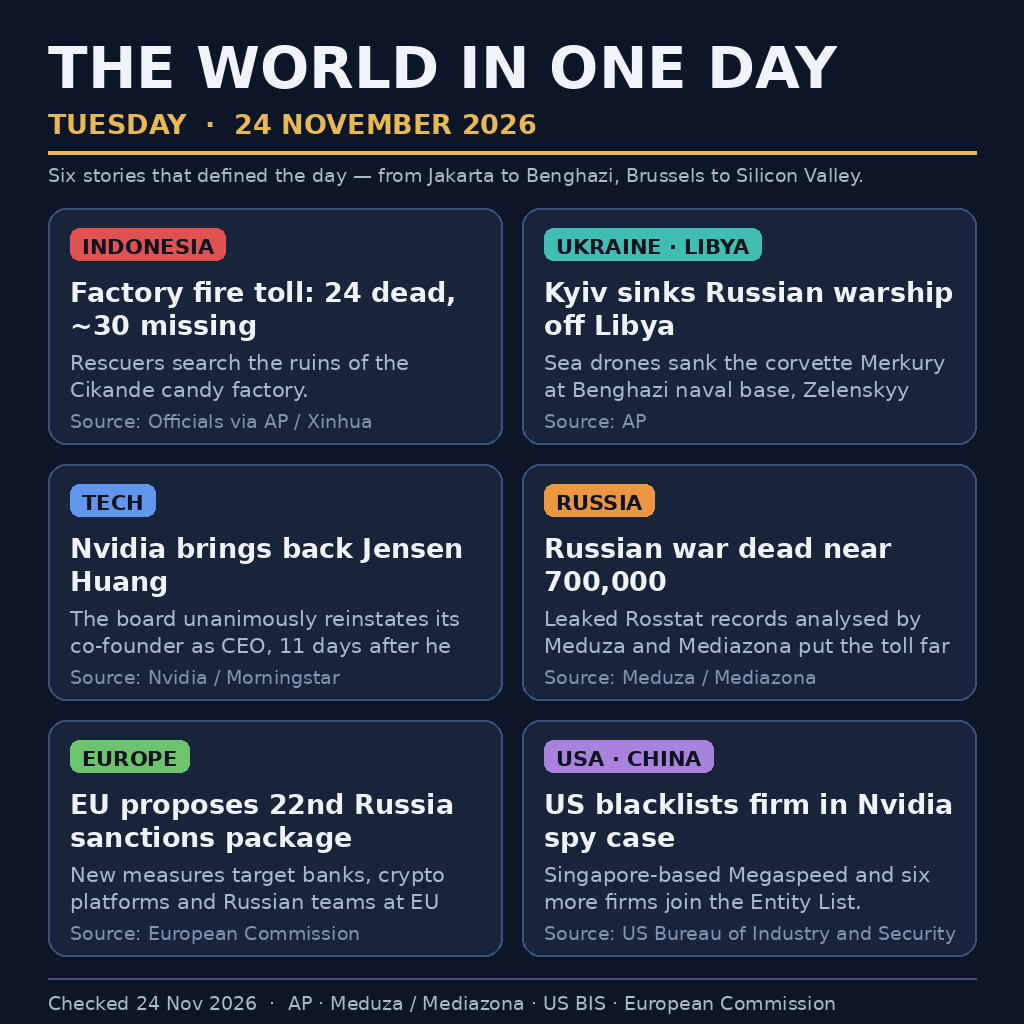 THE WORLD IN ONE DAY
TUESDAY · 24 NOVEMBER 2026
Six stories that defined the day — from Jakarta to Benghazi, Brussels to Silicon Valley.
INDONESIA
Factory fire toll: 24 dead,
~30 missing
Rescuers search the ruins of the
Cikande candy factory.
Source: Officials via AP / Xinhua
UKRAINE · LIBYA
Kyiv sinks Russian warship
off Libya
Sea drones sank the corvette Merkury
at Benghazi naval base, Zelenskyy
Source: AP
TECH
Nvidia brings back Jensen
Huang
The board unanimously reinstates its
co-founder as CEO, 11 days after he
Source: Nvidia / Morningstar
RUSSIA
Russian war dead near
700,000
Leaked Rosstat records analysed by
Meduza and Mediazona put the toll far
Source: Meduza / Mediazona
EUROPE
EU proposes 22nd Russia
sanctions package
New measures target banks, crypto
platforms and Russian teams at EU
Source: European Commission
USA · CHINA
US blacklists firm in Nvidia
spy case
Singapore-based Megaspeed and six
more firms join the Entity List.
Source: US Bureau of Industry and Security
Checked 24 Nov 2026 · AP · Meduza / Mediazona · US BIS · European Commission